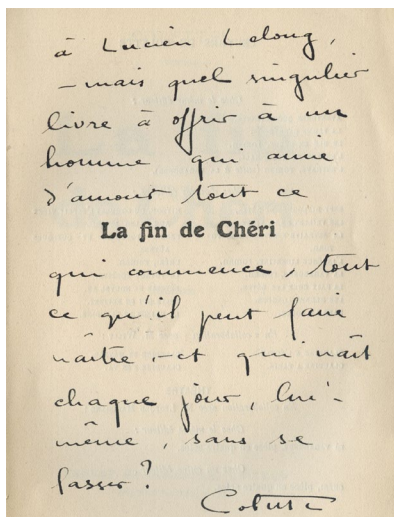 à Lucien Lelong,
– mais quel singulier
livre à offrir à un
homme qui aime
d'amour tout ce
La fin de Chéri
qui commence, tout
ce qu'il peut faire
naître – et qui naît
chaque jour, lui-
même, sans se
lasser?
Colette